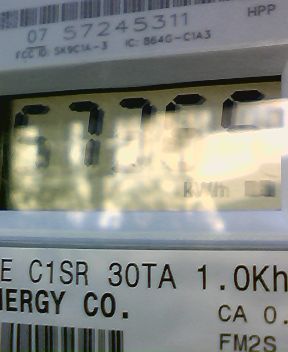 HPP
07 57245311
FCC ID: SK9C1A-3 IC: 864G-C1A3
kWh
E C1SR 30TA 1.0Kh
NERGY CO.
CA 0.
FM2S